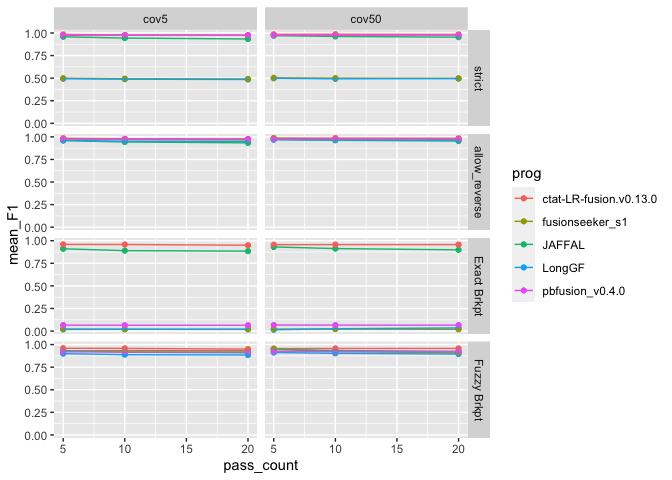 cov5
cov50
1.00
0.75
0.50
0.25
0.00
strict
1.00
0.75
0.50
0.25
0.00
allow_reverse
1.00
0.75
0.50
0.25
0.00
Exact Brkpt
1.00
0.75
0.50
0.25
0.00
Fuzzy Brkpt
mean_F1
5
10
15
20
5
10
15
20
pass_count
prog
ctat-LR-fusion.v0.13.0
fusionseeker_s1
JAFFAL
LongGF
pbfusion_v0.4.0